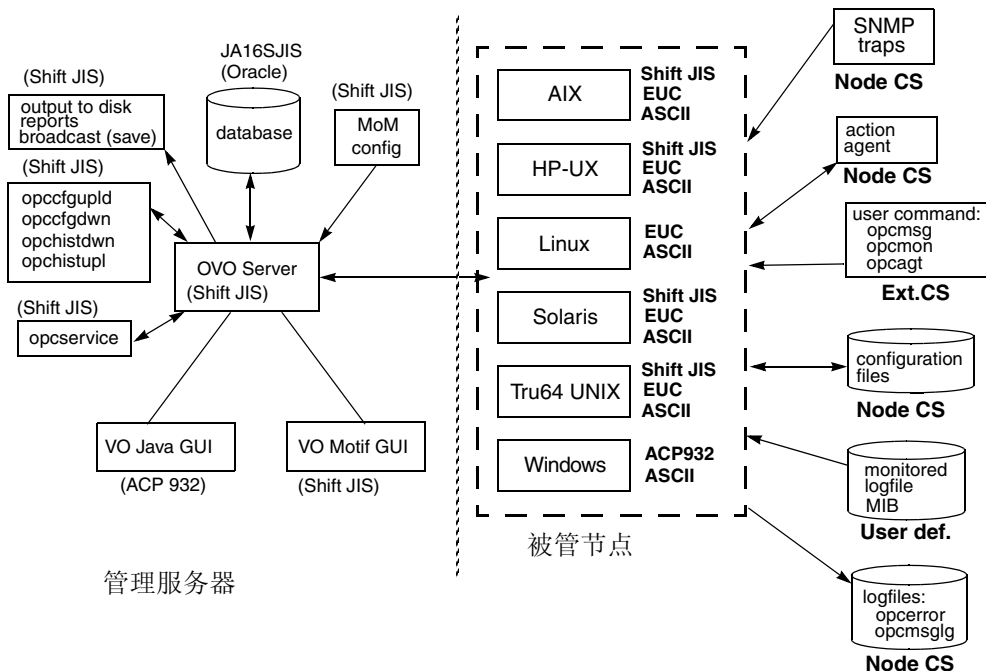 JA16SJIS
(Oracle)
database
(Shift JIS)
output to disk
reports
broadcast (save)
(Shift JIS)
MoM
config
(Shift JIS)
opccfgupld
opccfgdwn
opchistdwn
opchistupl
OVO Server
(Shift JIS)
(Shift JIS)
opcservice
VO Java GUI
(ACP 932)
VO Motif GUI
(Shift JIS)
管理服务器
AIX
Shift JIS
EUC
ASCII
HP-UX
Shift JIS
EUC
ASCII
Linux
EUC
ASCII
Solaris
Shift JIS
EUC
ASCII
Tru64 UNIX
Shift JIS
EUC
ASCII
Windows
ACP932
ASCII
被管节点
SNMP
traps
Node CS
action
agent
Node CS
user command:
opcmsg
opcmon
opcagt
Ext.CS
configuration
files
Node CS
monitored
logfile
MIB
User def.
logfiles:
opcerror
opcmsglg
Node CS